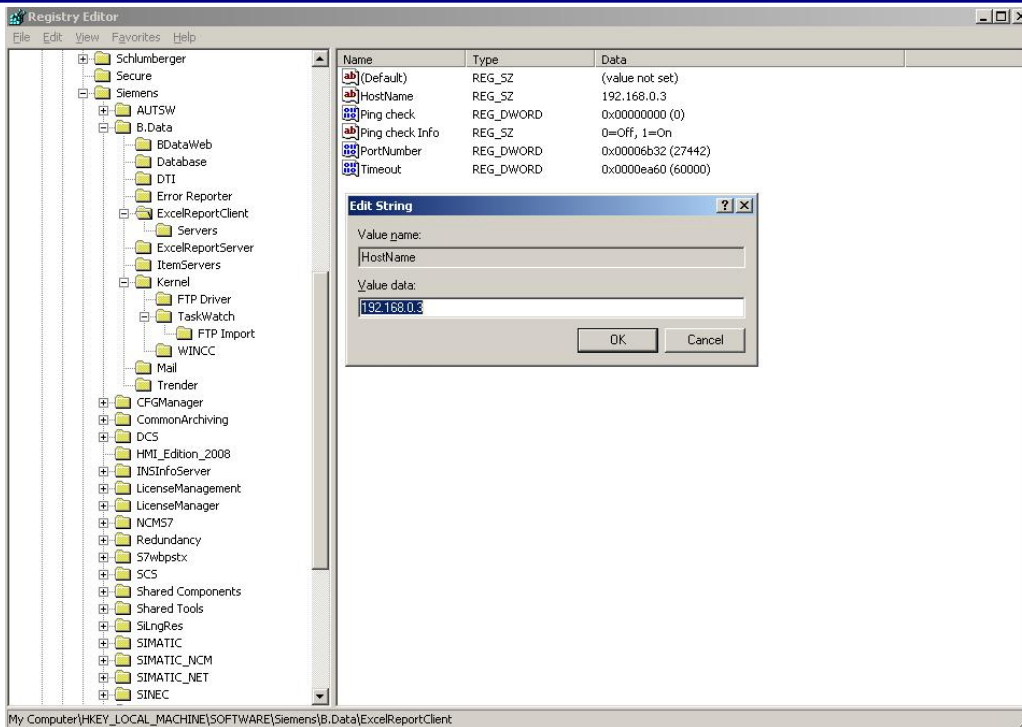 Registry Editor
File Edit View Favorites Help
Schlumberger
Secure
Siemens
AUTSW
B.Data
BDataWeb
Database
DTI
Error Reporter
ExcelReportClient
Servers
ExcelReportServer
ItemServers
Kernel
FTP Driver
TaskWatch
FTP Import
WINCC
Mail
Trender
CFGManager
CommonArchiving
DCS
HMI_Edition_2008
INSInfoServer
LicenseManagement
LicenseManager
NCMS7
Redundancy
S7wbpstx
SCS
Shared Components
Shared Tools
SiLngRes
SIMATIC
SIMATIC_NCM
SIMATIC_NET
SINEC
Name Type Data
(Default) REG_SZ (value not set)
HostName REG_SZ 192.168.0.3
Ping check REG_DWORD 0x00000000 (0)
Ping check Info REG_SZ 0=Off, 1=On
PortNumber REG_DWORD 0x00006b32 (27442)
Timeout REG_DWORD 0x0000ea60 (60000)
Edit String
Value name:
HostName
Value data:
192.168.0.3
OK Cancel
My Computer\HKEY_LOCAL_MACHINE\SOFTWARE\Siemens\B.Data\ExcelReportClient